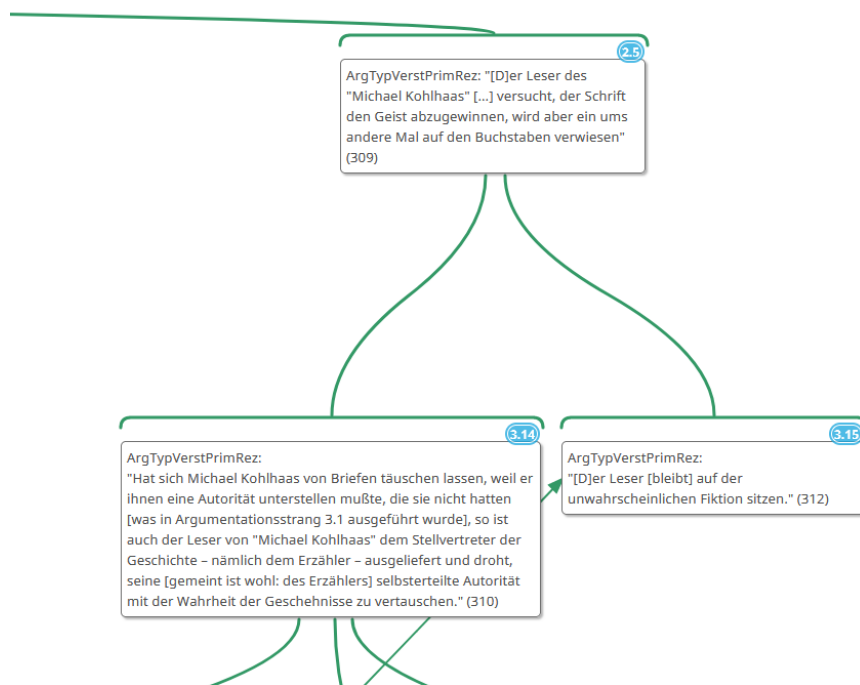 2.5
ArgTypVerstPrimRez: "[D]er Leser des
"Michael Kohlhaas" [...] versucht, der Schrift
den Geist abzugewinnen, wird aber ein ums
andere Mal auf den Buchstaben verwiesen"
(309)
3.14
ArgTypVerstPrimRez:
"Hat sich Michael Kohlhaas von Briefen täuschen lassen, weil er
ihnen eine Autorität unterstellen mußte, die sie nicht hatten
[was in Argumentationsstrang 3.1 ausgeführt wurde], so ist
auch der Leser von "Michael Kohlhaas" dem Stellvertreter der
Geschichte – nämlich dem Erzähler – ausgeliefert und droht,
seine [gemeint ist wohl: des Erzählers] selbsterteilte Autorität
mit der Wahrheit der Geschehnisse zu vertauschen." (310)
3.15
ArgTypVerstPrimRez:
"[D]er Leser [bleibt] auf der
unwahrscheinlichen Fiktion sitzen." (312)